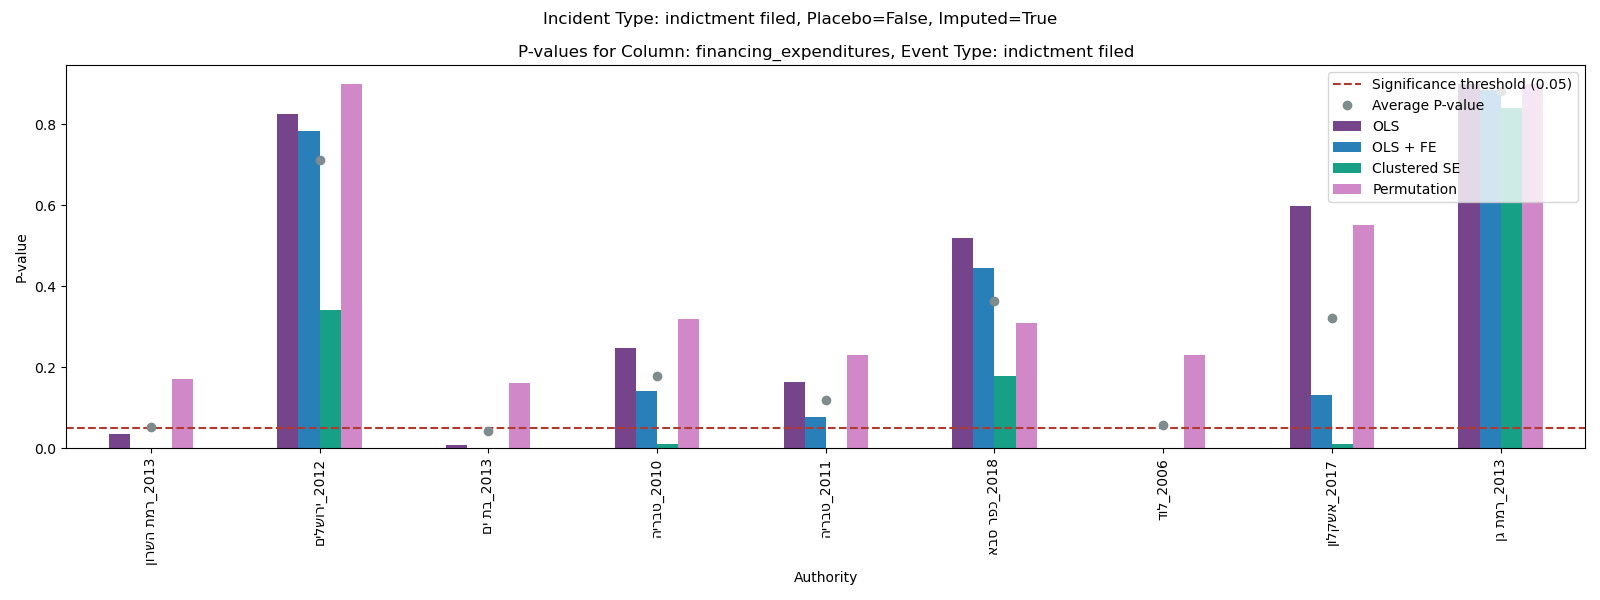 Incident Type: indictment filed, Placebo=False, Imputed=True
P-values for Column: financing_expenditures, Event Type: indictment filed
Significance threshold (0.05)
Average P-value
OLS
OLS + FE
Clustered SE
Permutation
P-value
0.8
0.6
0.4
0.2
0.0
רמת השרון_2013
ירושלים_2012
בת ים_2013
טבריה_2010
טבריה_2011
כפר סבא_2018
לוד_2006
אשקלון_2017
רמת גן_2013
Authority